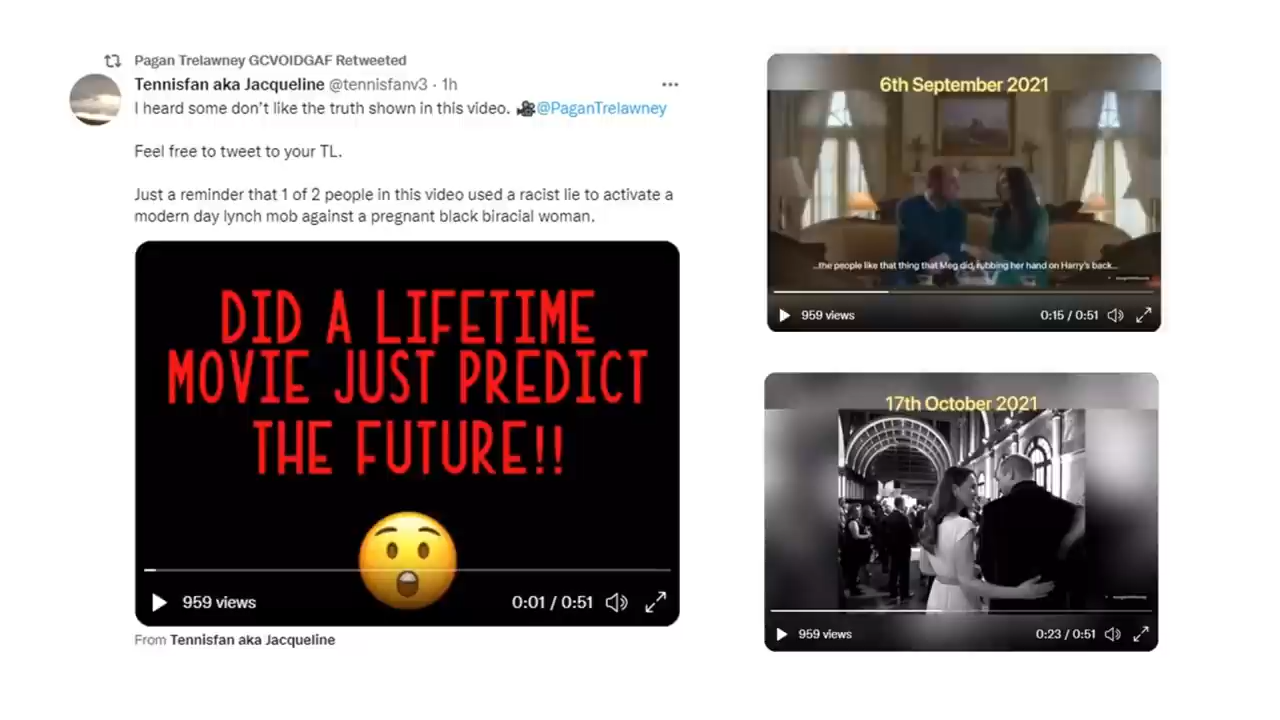 Pagan Trelawney GCVOIDGAF Retweeted
Tennisfan aka Jacqueline @tennisfanv3 · 1h
I heard some don't like the truth shown in this video. 🎥@PaganTrelawney
Feel free to tweet to your TL.
Just a reminder that 1 of 2 people in this video used a racist lie to activate a
modern day lynch mob against a pregnant black biracial woman.
DID A LIFETIME
MOVIE JUST PREDICT
THE FUTURE!!
959 views
0:01 / 0:51
From Tennisfan aka Jacqueline
6th September 2021
...the people like that thing that Meg did, rubbing her hand on Harry's back...
959 views
0:15 / 0:51
17th October 2021
959 views
0:23 / 0:51